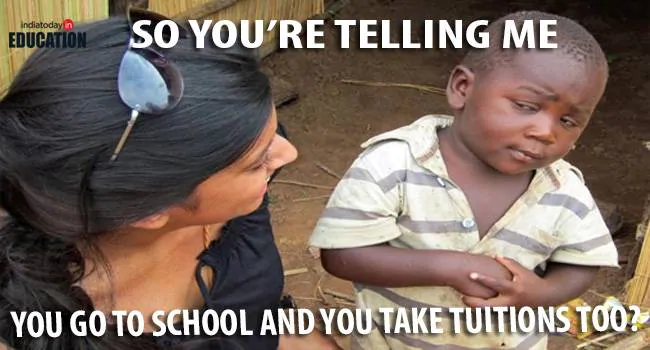 indiatoday in
EDUCATION
SO YOU'RE TELLING ME
YOU GO TO SCHOOL AND YOU TAKE TUITIONS TOO?